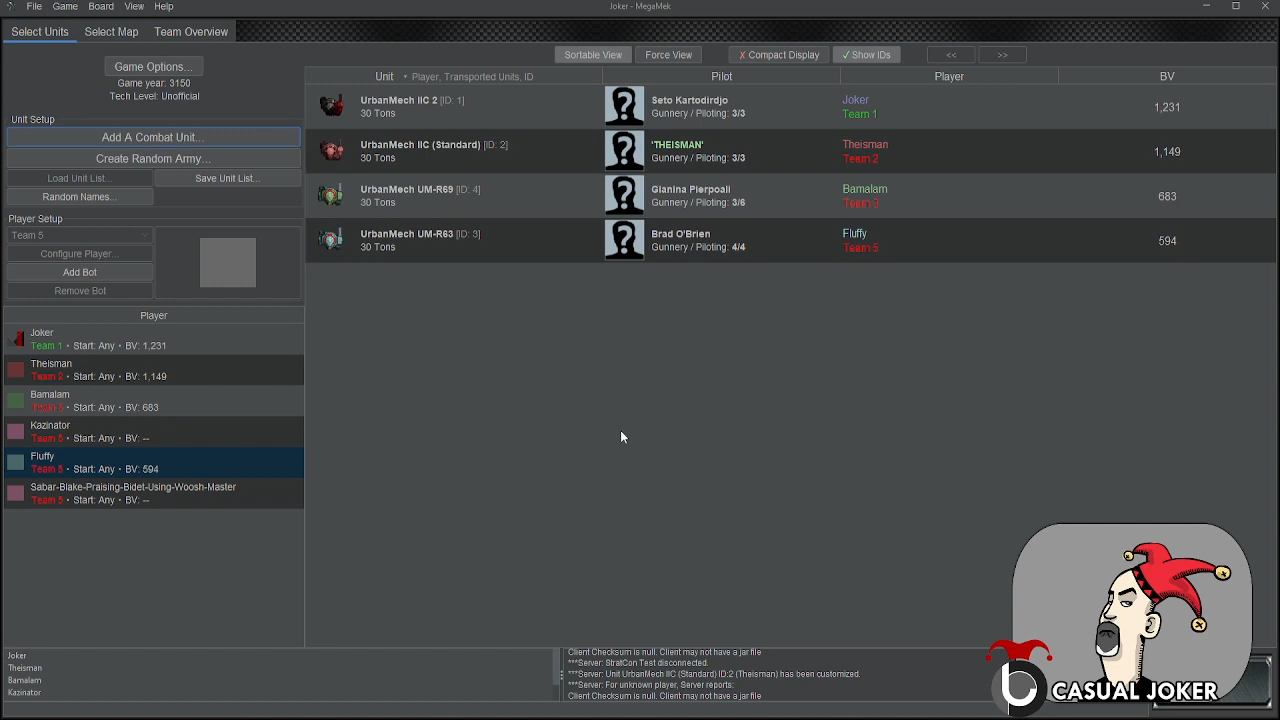 Joker - MegaMek
File Game Board View Help
Select Units Select Map Team Overview
Game Options...
Game year: 3150
Tech Level: Unofficial
Unit Setup
Add A Combat Unit...
Create Random Army...
Load Unit List... Save Unit List...
Random Names...
Player Setup
Team 5
Configure Player...
Add Bot
Remove Bot
Player
Joker
Team 1 • Start: Any • BV: 1,231
Theisman
Team 2 • Start: Any • BV: 1,149
Bamalam
Start: Any • BV: 683
Kazinator
Team 5 • Start: Any • BV: --
Fluffy
Team 5 • Start: Any • BV: 594
Sabar-Blake-Praising-Bidet-Using-Woosh-Master
Team 5 • Start: Any • BV: --
Sortable View Force View ✗ Compact Display ✓ Show IDs << >>
Unit • Player, Transported Units, ID Pilot Player BV
UrbanMech IIC 2 [ID: 1] Seto Kartodirdjo Joker 1,231
30 Tons Gunnery / Piloting: 3/3 Team 1
UrbanMech IIC (Standard) [ID: 2] 'THEISMAN' Theisman 1,149
30 Tons Gunnery / Piloting: 3/3 Team 2
UrbanMech UM-R69 [ID: 4] Gianina Pierpoali Bamalam 683
30 Tons Gunnery / Piloting: 3/6 Team
UrbanMech UM-R63 [ID: 3] Brad O'Brien Fluffy 594
30 Tons Gunnery / Piloting: 4/4 Team 5
Joker
Theisman
Bamalam
Kazinator
Client Checksum is null. Client may not have a jar file
***Server: StratCon Test disconnected.
***Server: Unit UrbanMech IIC (Standard) ID:2 (Theisman) has been customized.
***Server: For unknown player, Server reports:
Client Checksum is null. Client may not have a jar file
CASUAL JOKER